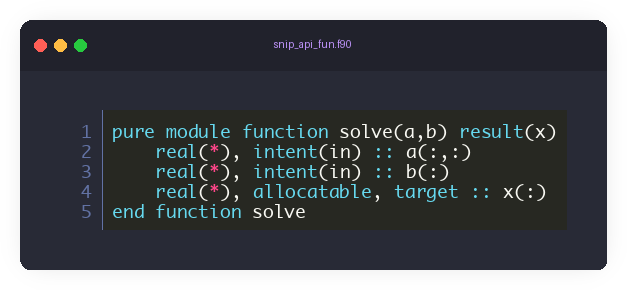 snip_api_fun.f90
1 pure module function solve(a,b) result(x)
2     real(*), intent(in) :: a(:,:)
3     real(*), intent(in) :: b(:)
4     real(*), allocatable, target :: x(:)
5 end function solve